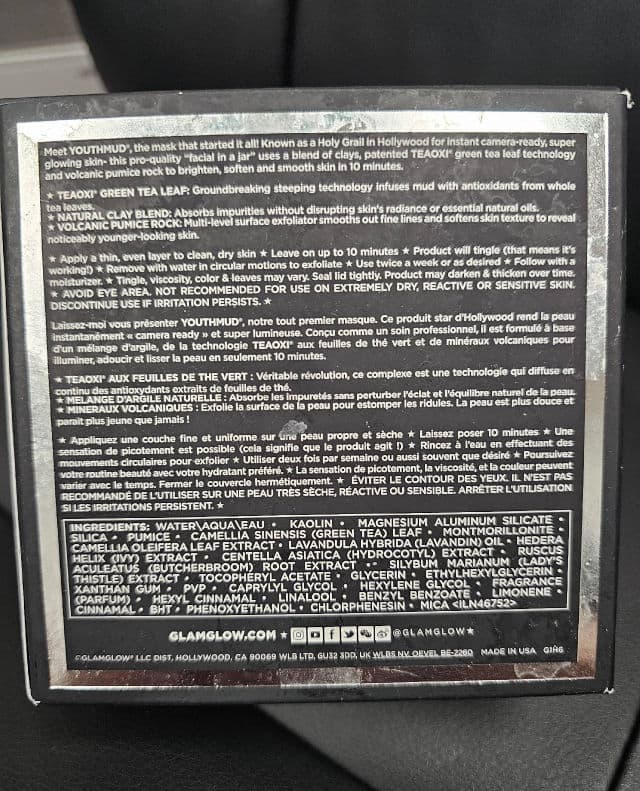 Meet YOUTHMUD®, the mask that started it all! Known as a Holy Grail in Hollywood for instant camera-ready, super
glowing skin- this pro-quality "facial in a jar" uses a blend of clays, patented TEAOXI® green tea leaf technology
and volcanic pumice rock to brighten, soften and smooth skin in 10 minutes.
★ TEAOXI® GREEN TEA LEAF: Groundbreaking steeping technology infuses mud with antioxidants from whole
tea leaves.
★ NATURAL CLAY BLEND: Absorbs impurities without disrupting skin's radiance or essential natural oils.
★ VOLCANIC PUMICE ROCK: Multi-level surface exfoliator smooths out fine lines and softens skin texture to reveal
noticeably younger-looking skin.
★ Apply a thin, even layer to clean, dry skin ★ Leave on up to 10 minutes ★ Product will tingle (that means it's
working!) ★ Remove with water in circular motions to exfoliate ★ Use twice a week or as desired ★ Follow with a
moisturizer. ★ Tingle, viscosity, color & leaves may vary. Seal lid tightly. Product may darken & thicken over time.
★ AVOID EYE AREA. NOT RECOMMENDED FOR USE ON EXTREMELY DRY, REACTIVE OR SENSITIVE SKIN.
DISCONTINUE USE IF IRRITATION PERSISTS. ★
Laissez-moi vous présenter YOUTHMUD®, notre tout premier masque. Ce produit star d'Hollywood rend la peau
instantanément « camera ready » et super lumineuse. Conçu comme un soin professionnel, il est formulé à base
d'un mélange d'argile, de la technologie TEAOXI® aux feuilles de thé vert et de minéraux volcaniques pour
illuminer, adoucir et lisser la peau en seulement 10 minutes.
★ TEAOXI® AUX FEUILLES DE THE VERT : Véritable révolution, ce complexe est une technologie qui diffuse en
continu des antioxydants extraits de feuilles de thé.
★ MELANGE D'ARGILE NATURELLE : Absorbe les impuretés sans perturber l'éclat et l'équilibre naturel de la peau.
★ MINERAUX VOLCANIQUES : Exfolie la surface de la peau pour estomper les ridules. La peau est plus douce et
parait plus jeune que jamais !
★ Appliquez une couche fine et uniforme sur une peau propre et sèche ★ Laissez poser 10 minutes ★ Une
sensation de picotement est possible (cela signifie que le produit agit !) ★ Rincez à l'eau en effectuant des
mouvements circulaires pour exfolier ★ Utiliser deux fois par semaine ou aussi souvent que désiré ★ Poursuivez
votre routine beauté avec votre hydratant préféré. ★ La sensation de picotement, la viscosité, et la couleur peuvent
varier avec le temps. Fermer le couvercle hermétiquement. ★ ÉVITER LE CONTOUR DES YEUX. IL N'EST PAS
RECOMMANDÉ DE L'UTILISER SUR UNE PEAU TRÈS SÈCHE, RÉACTIVE OU SENSIBLE. ARRÊTER L'UTILISATION
SI LES IRRITATIONS PERSISTENT. ★
INGREDIENTS: WATER\AQUA\EAU • KAOLIN • MAGNESIUM ALUMINUM SILICATE •
SILICA • PUMICE • CAMELLIA SINENSIS (GREEN TEA) LEAF • MONTMORILLONITE •
CAMELLIA OLEIFERA LEAF EXTRACT • LAVANDULA HYBRIDA (LAVANDIN) OIL • HEDERA
HELIX (IVY) EXTRACT • CENTELLA ASIATICA (HYDROCOTYL) EXTRACT • RUSCUS
ACULEATUS (BUTCHERBROOM) ROOT EXTRACT • SILYBUM MARIANUM (LADY'S
THISTLE) EXTRACT • TOCOPHERYL ACETATE • GLYCERIN • ETHYLHEXYLGLYCERIN •
XANTHAN GUM • PVP • CAPRYLYL GLYCOL • HEXYLENE GLYCOL • FRAGRANCE
(PARFUM) • HEXYL CINNAMAL • LINALOOL • BENZYL BENZOATE • LIMONENE •
CINNAMAL • BHT • PHENOXYETHANOL • CHLORPHENESIN • MICA <ILN46752>
GLAMGLOW.COM ★ @GLAMGLOW★
©GLAMGLOW® LLC DIST, HOLLYWOOD, CA 90069 WLB LTD, GU32 3DD, UK WLBS NV OEVEL BE-2260 MADE IN USA G1H6